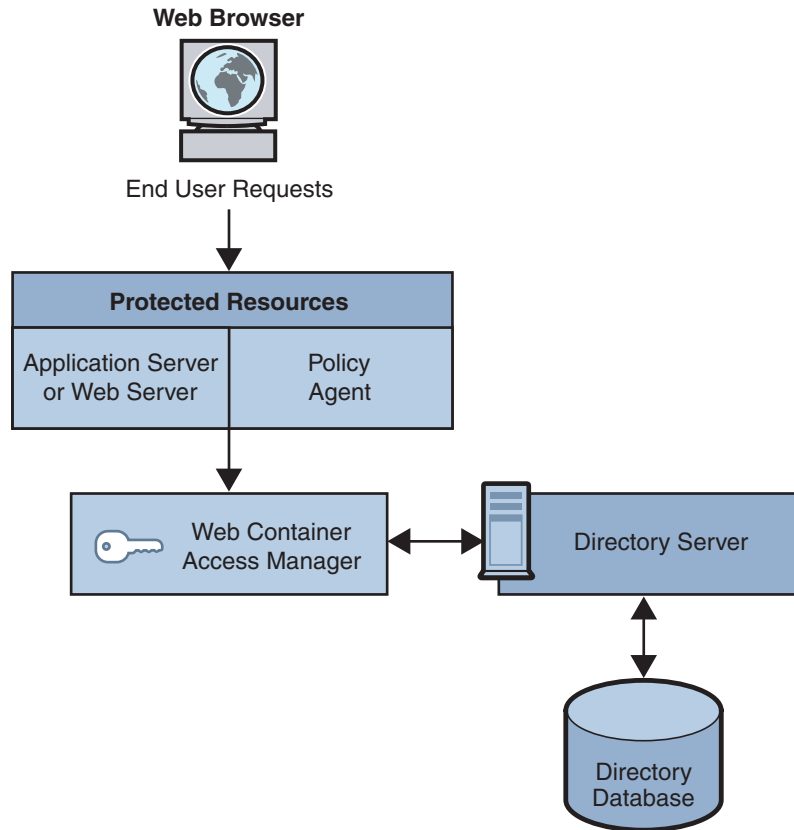 Web Browser
End User Requests
Protected Resources
Application Server
or Web Server
Policy
Agent
Web Container
Access Manager
Directory Server
Directory
Database